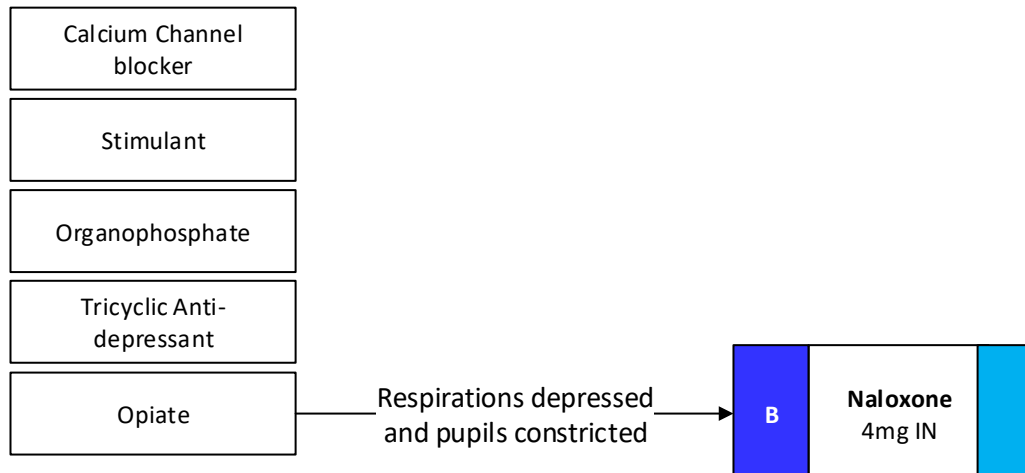 Calcium Channel
blocker
Stimulant
Organophosphate
Tricyclic Anti-
depressant
Opiate
Respirations depressed
and pupils constricted
B
Naloxone
4mg IN